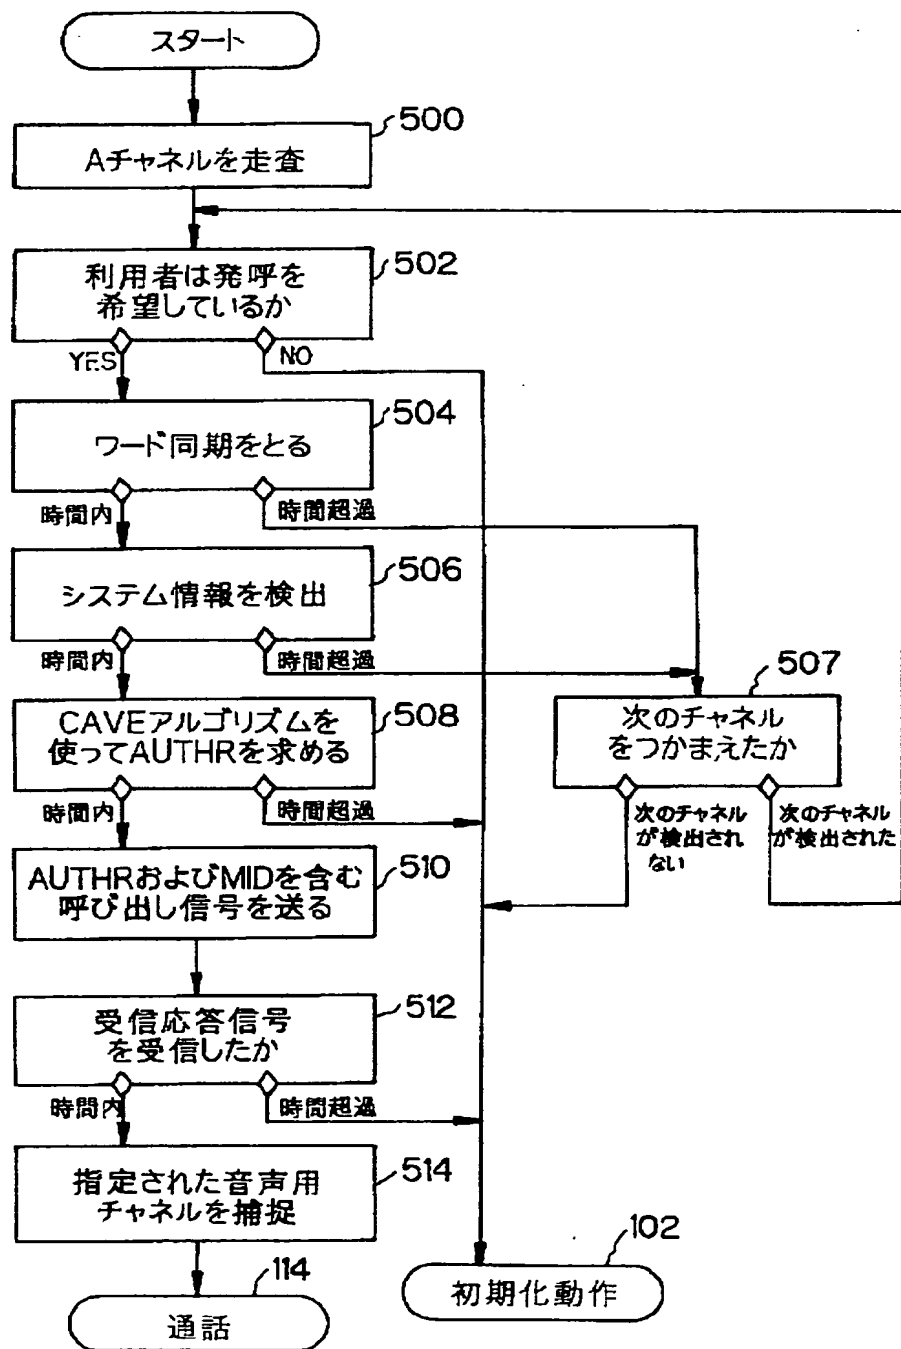 スタート
500
Aチャネルを走査
502
利用者は発呼を
希望しているか
YES
NO
504
ワード同期をとる
時間内
時間超過
506
システム情報を検出
時間内
時間超過
507
次のチャネル
をつかまえたか
508
CAVEアルゴリズムを
使ってAUTHRを求める
時間内
時間超過
次のチャネル
が検出され
ない
次のチャネル
が検出された
510
AUTHRおよびMIDを含む
呼び出し信号を送る
512
受信応答信号
を受信したか
時間内
時間超過
514
指定された音声用
チャネルを捕捉
102
初期化動作
114
通話